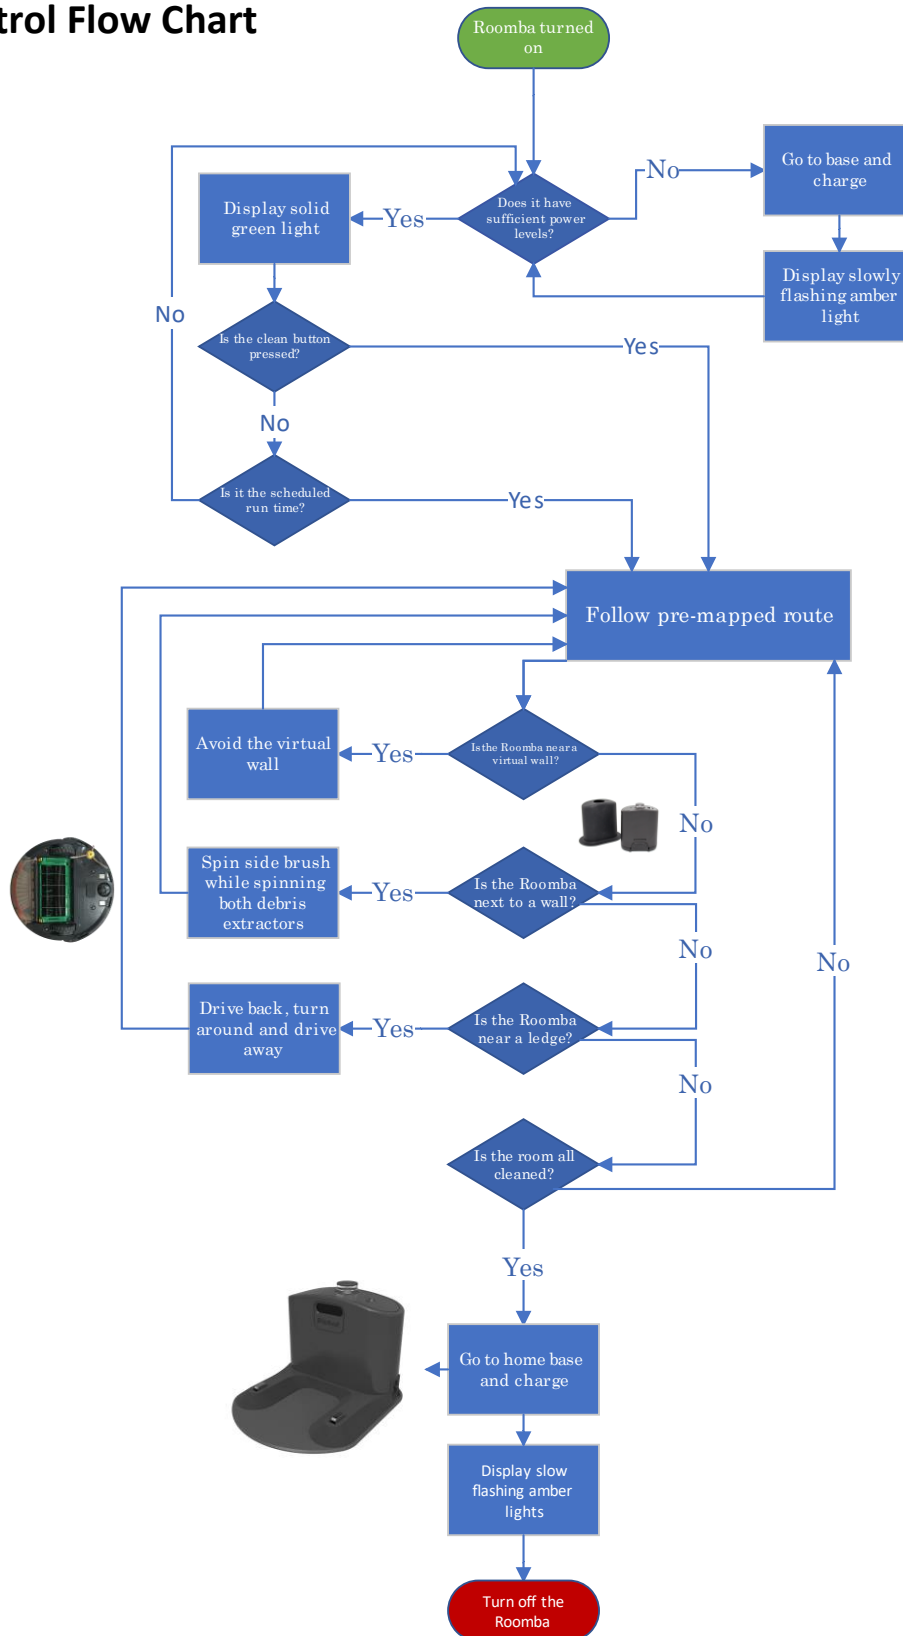 trol Flow Chart
Roomba turned
on
Does it have
sufficient power
levels?
No
Go to base and
charge
Display slowly
flashing amber
light
Yes
Display solid
green light
Is the clean button
pressed?
Yes
No
No
Is it the scheduled
run time?
Yes
Follow pre-mapped route
Is the Roomba near a
virtual wall?
Yes
Avoid the virtual
wall
No
Is the Roomba
next to a wall?
Yes
Spin side brush
while spinning
both debris
extractors
No
Is the Roomba
near a ledge?
Yes
Drive back, turn
around and drive
away
No
Is the room all
cleaned?
No
Yes
Go to home base
and charge
Display slow
flashing amber
lights
Turn off the
Roomba